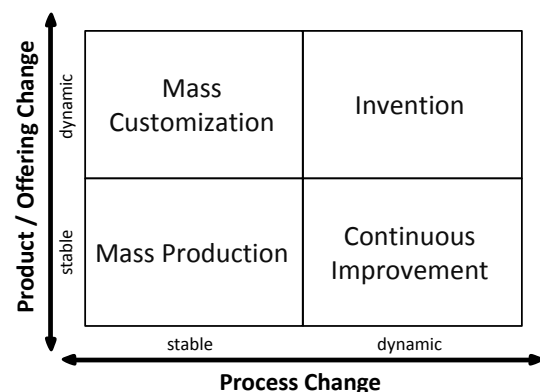 Product / Offering Change
dynamic
stable
Mass
Customization
Invention
Mass Production
Continuous
Improvement
stable
dynamic
Process Change